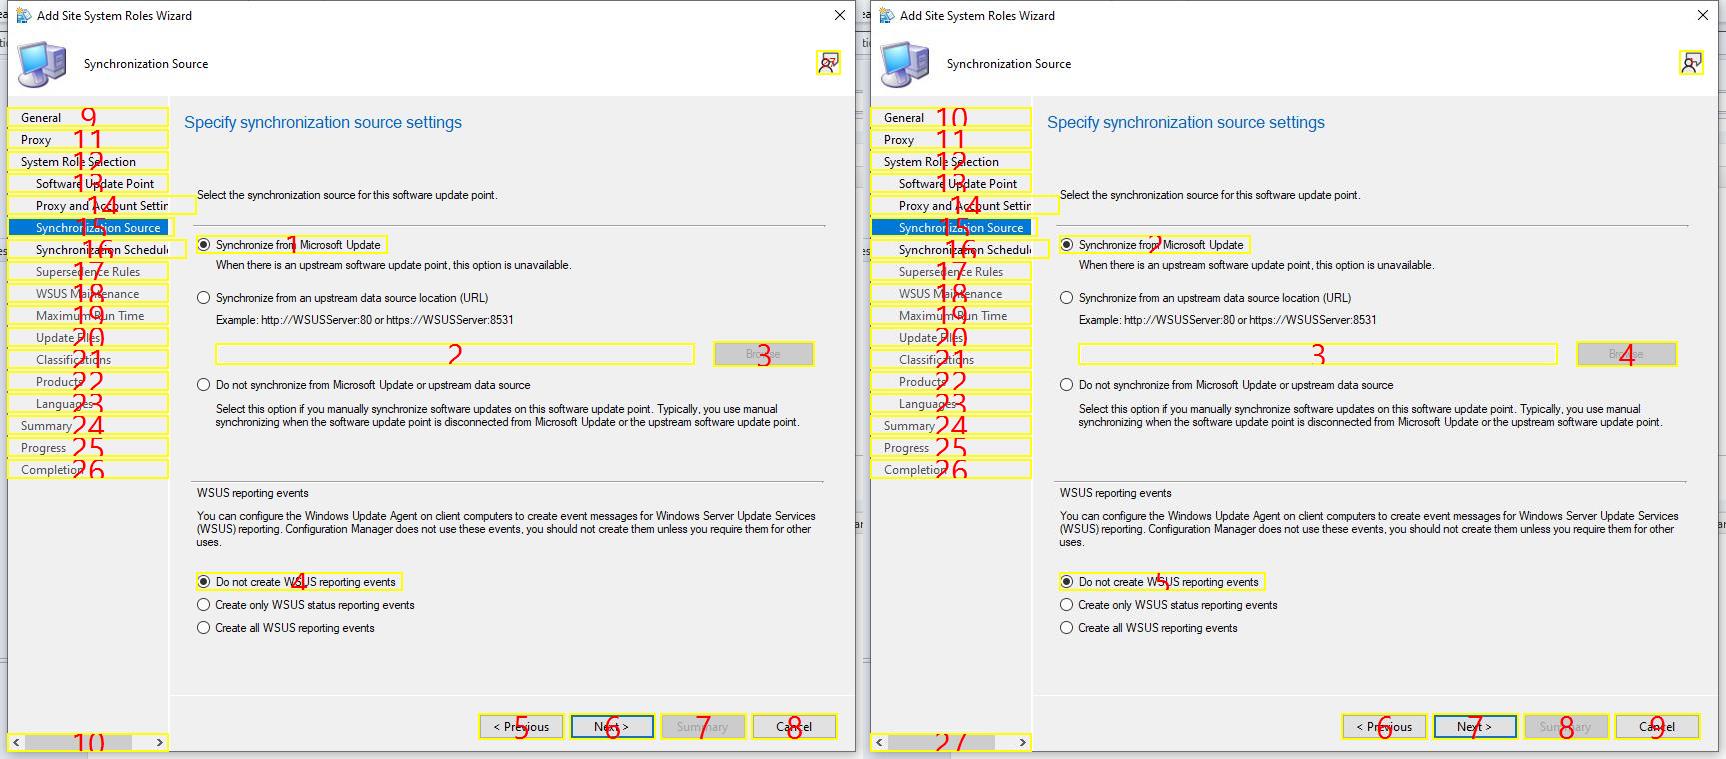 Add Site System Roles Wizard
Synchronization Source
27
General 9
Proxy 11
System Role Selection 12
Software Update Point 13
Proxy and Account Settin 14
Synchronization Source 15
Synchronization Schedule 16
Supersedence Rules 17
WSUS Maintenance 18
Maximum Run Time 19
Update Files 20
Classifications 21
Products 22
Languages 23
Summary 24
Progress 25
Completion 26
10
Specify synchronization source settings
Select the synchronization source for this software update point.
Synchronize from Microsoft Update 1
When there is an upstream software update point, this option is unavailable.
Synchronize from an upstream data source location (URL)
Example: http://WSUSServer:80 or https://WSUSServer:8531
2
Browse 3
Do not synchronize from Microsoft Update or upstream data source
Select this option if you manually synchronize software updates on this software update point. Typically, you use manual
synchronizing when the software update point is disconnected from Microsoft Update or the upstream software update point.
WSUS reporting events
You can configure the Windows Update Agent on client computers to create event messages for Windows Server Update Services
(WSUS) reporting. Configuration Manager does not use these events, you should not create them unless you require them for other
uses.
Do not create WSUS reporting events 4
Create only WSUS status reporting events
Create all WSUS reporting events
< Previous 5
Next > 6
Summary 7
Cancel 8
Add Site System Roles Wizard
Synchronization Source
1
General 10
Proxy 11
System Role Selection 12
Software Update Point 13
Proxy and Account Settin 14
Synchronization Source 15
Synchronization Schedule 16
Supersedence Rules 17
WSUS Maintenance 18
Maximum Run Time 19
Update Files 20
Classifications 21
Products 22
Languages 23
Summary 24
Progress 25
Completion 26
27
Specify synchronization source settings
Select the synchronization source for this software update point.
Synchronize from Microsoft Update 2
When there is an upstream software update point, this option is unavailable.
Synchronize from an upstream data source location (URL)
Example: http://WSUSServer:80 or https://WSUSServer:8531
3
Browse 4
Do not synchronize from Microsoft Update or upstream data source
Select this option if you manually synchronize software updates on this software update point. Typically, you use manual
synchronizing when the software update point is disconnected from Microsoft Update or the upstream software update point.
WSUS reporting events
You can configure the Windows Update Agent on client computers to create event messages for Windows Server Update Services
(WSUS) reporting. Configuration Manager does not use these events, you should not create them unless you require them for other
uses.
Do not create WSUS reporting events 5
Create only WSUS status reporting events
Create all WSUS reporting events
< Previous 6
Next > 7
Summary 8
Cancel 9